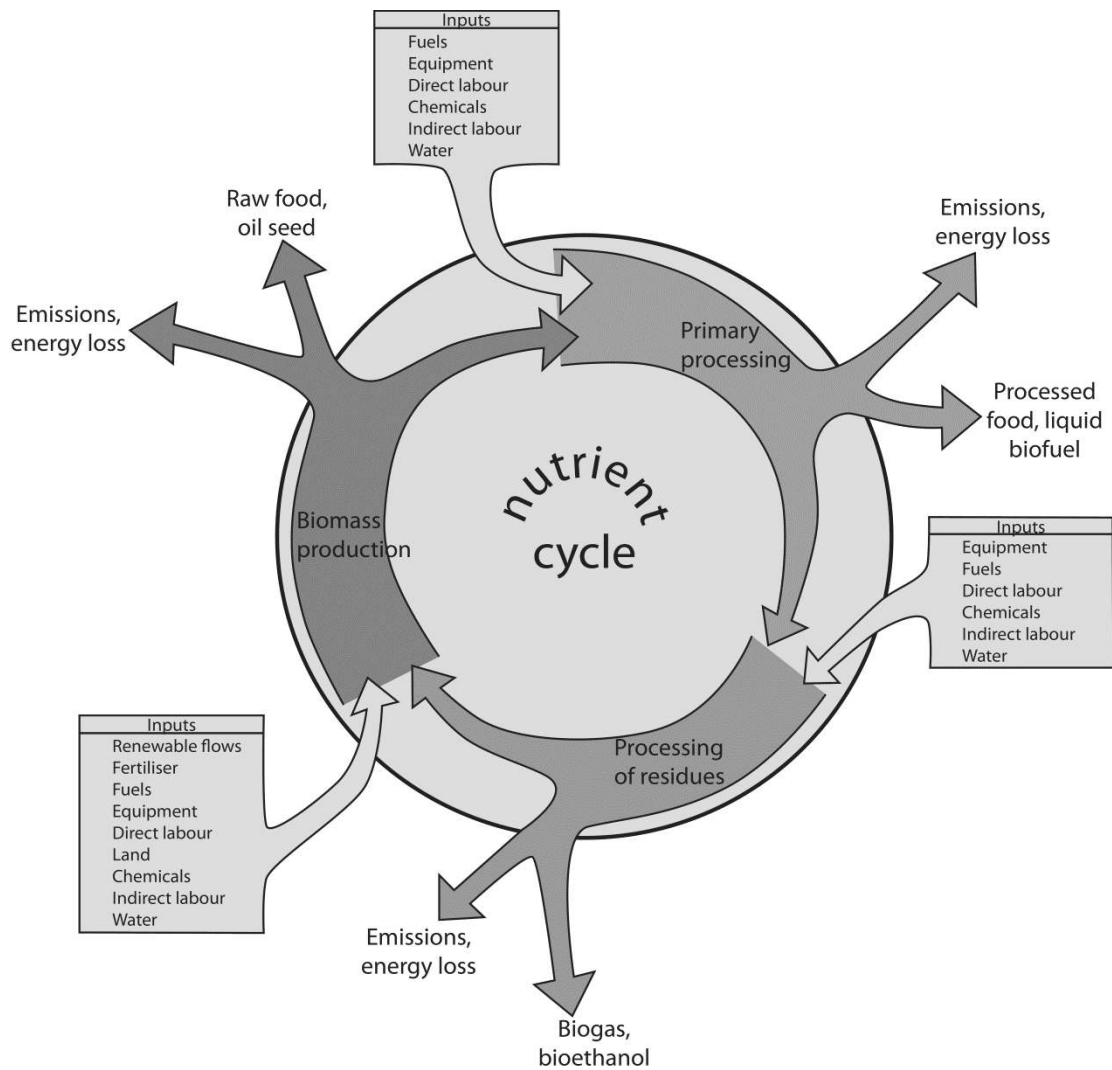 Inputs
Fuels
Equipment
Direct labour
Chemicals
Indirect labour
Water
Raw food,
oil seed
Emissions,
energy loss
Emissions,
energy loss
Primary
processing
Processed
food, liquid
biofuel
nutrient
cycle
Biomass
production
Inputs
Equipment
Fuels
Direct labour
Chemicals
Indirect labour
Water
Inputs
Renewable flows
Fertiliser
Fuels
Equipment
Direct labour
Land
Chemicals
Indirect labour
Water
Processing
of residues
Emissions,
energy loss
Biogas,
bioethanol